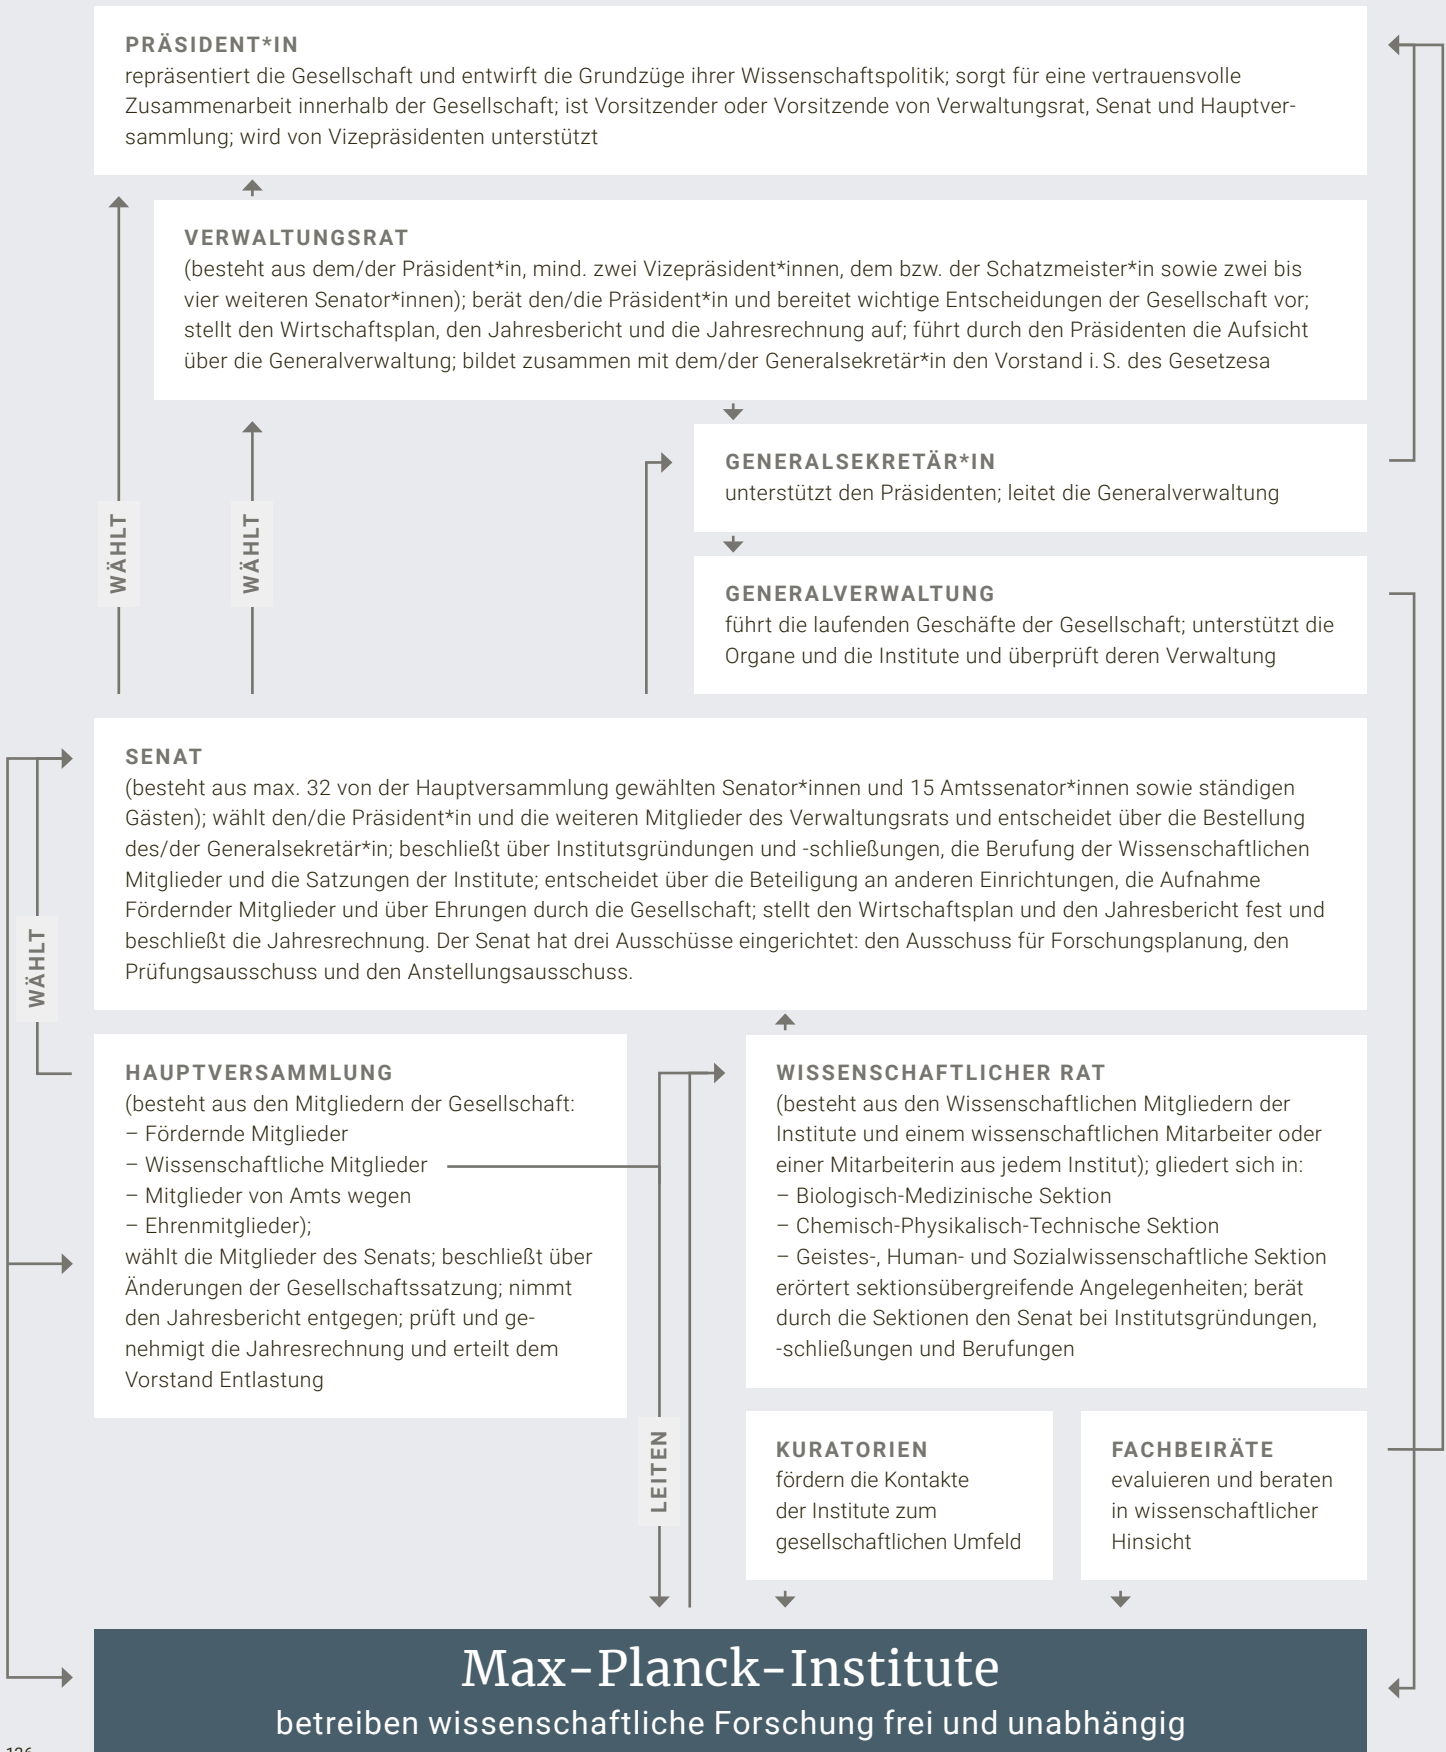 PRÄSIDENT*IN
repräsentiert die Gesellschaft und entwirft die Grundzüge ihrer Wissenschaftspolitik; sorgt für eine vertrauensvolle
Zusammenarbeit innerhalb der Gesellschaft; ist Vorsitzender oder Vorsitzende von Verwaltungsrat, Senat und Hauptver-
sammlung; wird von Vizepräsidenten unterstützt
VERWALTUNGSRAT
(besteht aus dem/der Präsident*in, mind. zwei Vizepräsident*innen, dem bzw. der Schatzmeister*in sowie zwei bis
vier weiteren Senator*innen); berät den/die Präsident*in und bereitet wichtige Entscheidungen der Gesellschaft vor;
stellt den Wirtschaftsplan, den Jahresbericht und die Jahresrechnung auf; führt durch den Präsidenten die Aufsicht
über die Generalverwaltung; bildet zusammen mit dem/der Generalsekretär*in den Vorstand i. S. des Gesetzesa
GENERALSEKRETÄR*IN
unterstützt den Präsidenten; leitet die Generalverwaltung
WÄHLT
WÄHLT
GENERALVERWALTUNG
führt die laufenden Geschäfte der Gesellschaft; unterstützt die
Organe und die Institute und überprüft deren Verwaltung
SENAT
(besteht aus max. 32 von der Hauptversammlung gewählten Senator*innen und 15 Amtssenator*innen sowie ständigen
Gästen); wählt den/die Präsident*in und die weiteren Mitglieder des Verwaltungsrats und entscheidet über die Bestellung
des/der Generalsekretär*in; beschließt über Institutsgründungen und -schließungen, die Berufung der Wissenschaftlichen
Mitglieder und die Satzungen der Institute; entscheidet über die Beteiligung an anderen Einrichtungen, die Aufnahme
Fördernder Mitglieder und über Ehrungen durch die Gesellschaft; stellt den Wirtschaftsplan und den Jahresbericht fest und
beschließt die Jahresrechnung. Der Senat hat drei Ausschüsse eingerichtet: den Ausschuss für Forschungsplanung, den
Prüfungsausschuss und den Anstellungsausschuss.
WÄHLT
HAUPTVERSAMMLUNG
(besteht aus den Mitgliedern der Gesellschaft:
– Fördernde Mitglieder
– Wissenschaftliche Mitglieder
– Mitglieder von Amts wegen
– Ehrenmitglieder);
wählt die Mitglieder des Senats; beschließt über
Änderungen der Gesellschaftssatzung; nimmt
den Jahresbericht entgegen; prüft und ge-
nehmigt die Jahresrechnung und erteilt dem
Vorstand Entlastung
WISSENSCHAFTLICHER RAT
(besteht aus den Wissenschaftlichen Mitgliedern der
Institute und einem wissenschaftlichen Mitarbeiter oder
einer Mitarbeiterin aus jedem Institut); gliedert sich in:
– Biologisch-Medizinische Sektion
– Chemisch-Physikalisch-Technische Sektion
– Geistes-, Human- und Sozialwissenschaftliche Sektion
erörtert sektionsübergreifende Angelegenheiten; berät
durch die Sektionen den Senat bei Institutsgründungen,
-schließungen und Berufungen
LEITEN
KURATORIEN
fördern die Kontakte
der Institute zum
gesellschaftlichen Umfeld
FACHBEIRÄTE
evaluieren und beraten
in wissenschaftlicher
Hinsicht
Max-Planck-Institute
betreiben wissenschaftliche Forschung frei und unabhängig